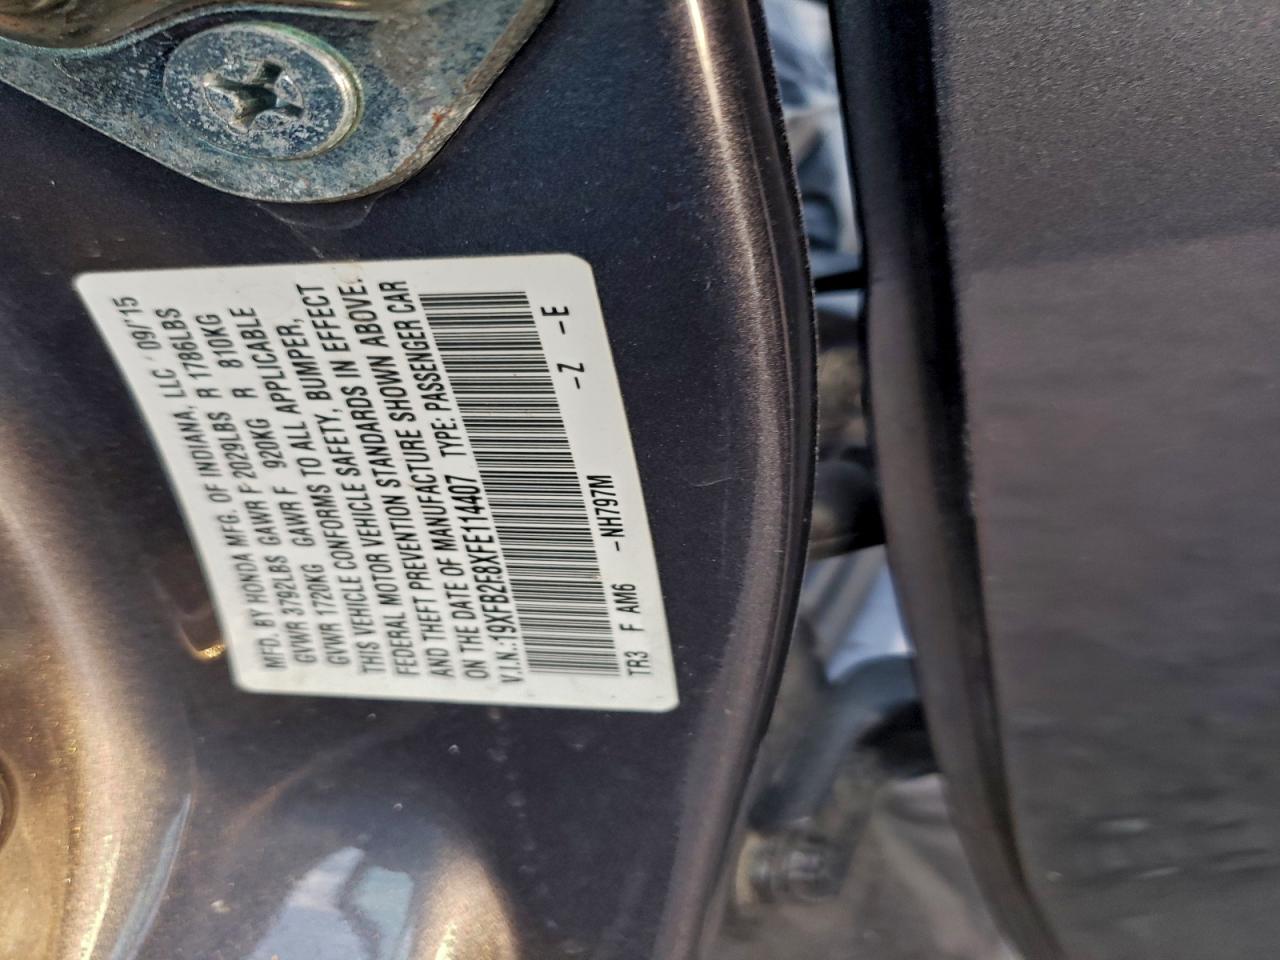 MFD. BY HONDA MFG. OF INDIANA, LLC 09/'15
GVWR 3792LBS GAWR F 2029LBS R 1786LBS
GVWR 1720KG GAWR F 920KG R 810KG
THIS VEHICLE CONFORMS TO ALL APPLICABLE
FEDERAL MOTOR VEHICLE SAFETY, BUMPER,
AND THEFT PREVENTION STANDARDS IN EFFECT
ON THE DATE OF MANUFACTURE SHOWN ABOVE.
V.I.N.:19XFB2F8XFE114407 TYPE: PASSENGER CAR
TR3 F AM6 -NH797M -Z -E